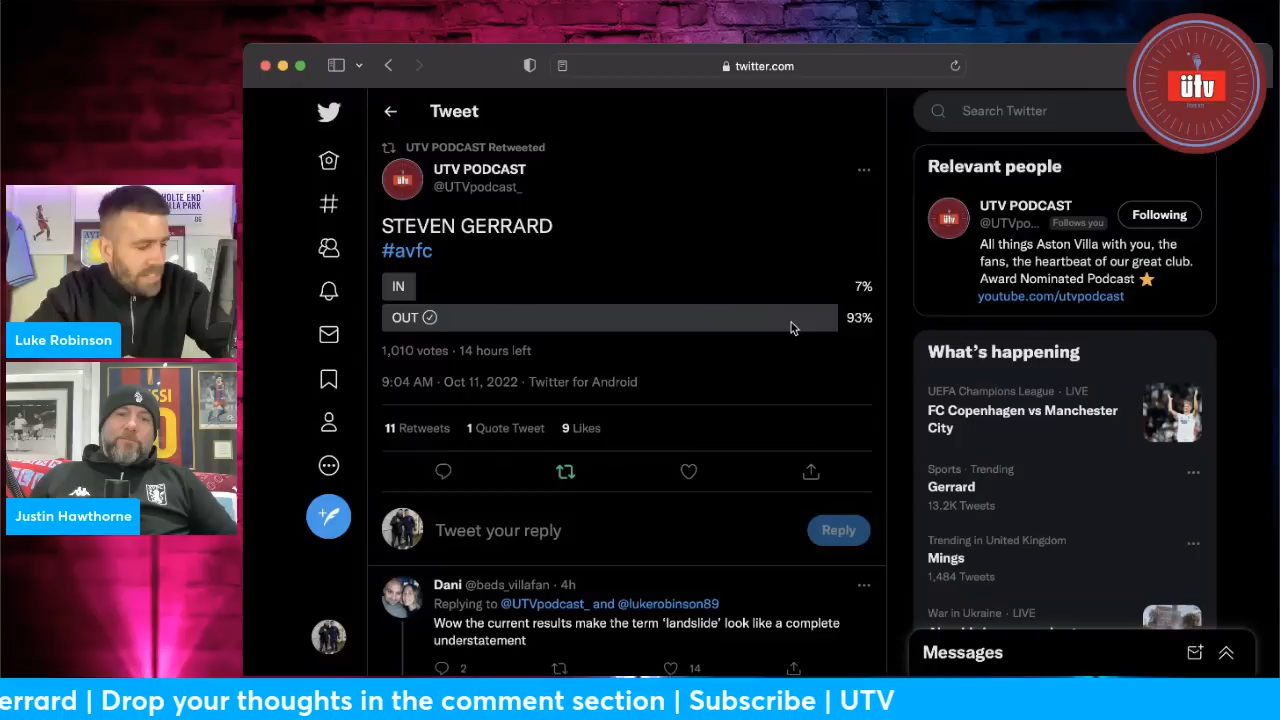 twitter.com
ütv
Tweet
Search Twitter
UTV PODCAST Retweeted
UTV PODCAST
@UTVpodcast_
STEVEN GERRARD
#avfc
IN
7%
OUT
93%
1,010 votes · 14 hours left
9:04 AM · Oct 11, 2022 · Twitter for Android
11 Retweets 1 Quote Tweet 9 Likes
Tweet your reply
Reply
Dani @beds_villafan · 4h
Replying to @UTVpodcast_ and @lukerobinson89
Wow the current results make the term ‘landslide’ look like a complete
understatement
2
14
Relevant people
UTV PODCAST
@UTVpo... Follows you
Following
All things Aston Villa with you, the
fans, the heartbeat of our great club.
Award Nominated Podcast
youtube.com/utvpodcast
What’s happening
UEFA Champions League · LIVE
FC Copenhagen vs Manchester
City
Sports · Trending
Gerrard
13.2K Tweets
Trending in United Kingdom
Mings
1,484 Tweets
War in Ukraine · LIVE
Messages
HOLTE END
VILLA PARK
Luke Robinson
Justin Hawthorne
errard | Drop your thoughts in the comment section | Subscribe | UTV